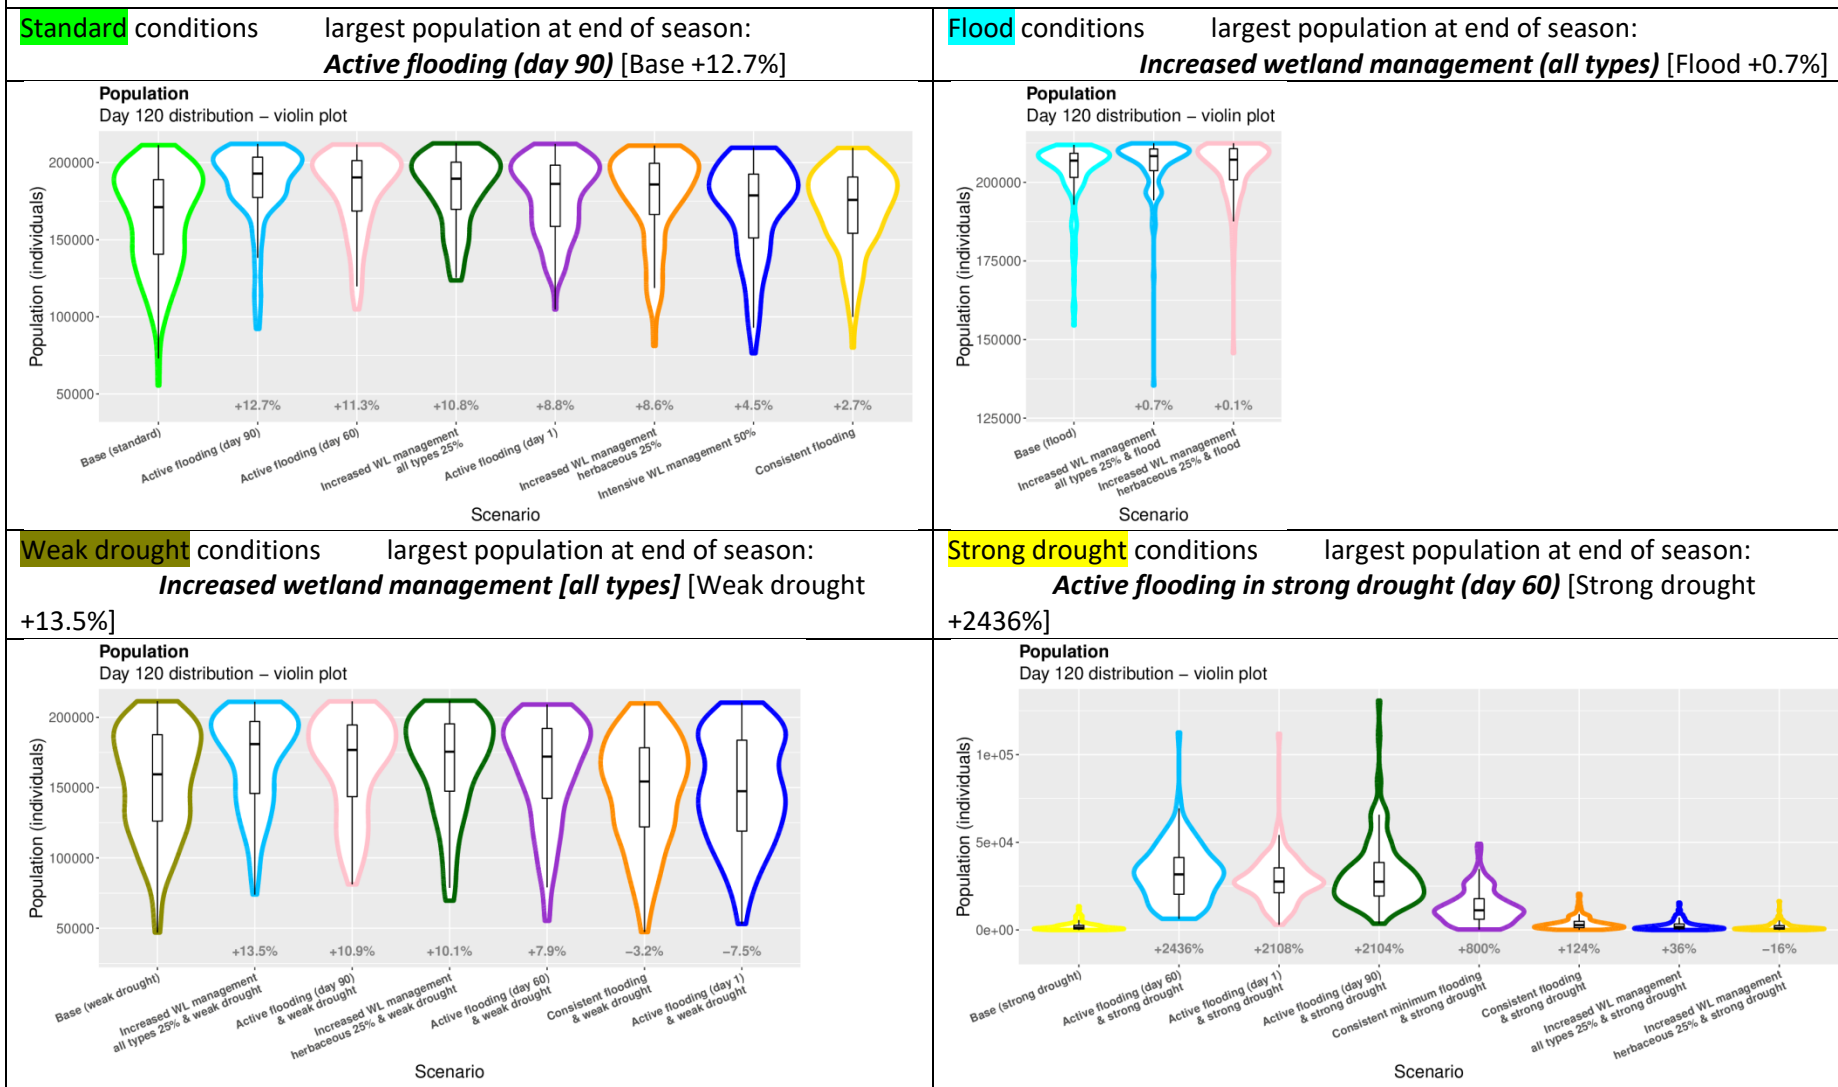 Standard conditions largest population at end of season:
Active flooding (day 90) [Base +12.7%]
Population
Day 120 distribution – violin plot
Population (individuals)
200000
150000
100000
50000
+12.7% +11.3% +10.8% +8.8% +8.6% +4.5% +2.7%
Base (standard)
Active flooding (day 90)
Active flooding (day 60)
Increased WL management
all types 25%
Active flooding (day 1)
Increased WL management
herbaceous 25%
Intensive WL management 50%
Consistent flooding
Scenario
Flood conditions largest population at end of season:
Increased wetland management (all types) [Flood +0.7%]
Population
Day 120 distribution – violin plot
Population (individuals)
200000
175000
150000
125000
+0.7% +0.1%
Base (flood)
Increased WL management
all types 25% & flood
Increased WL management
herbaceous 25% & flood
Scenario
Weak drought conditions largest population at end of season:
Increased wetland management [all types] [Weak drought
+13.5%]
Population
Day 120 distribution – violin plot
Population (individuals)
200000
150000
100000
50000
+13.5% +10.9% +10.1% +7.9% −3.2% −7.5%
Base (weak drought)
Increased WL management
all types 25% & weak drought
Active flooding (day 90)
& weak drought
Increased WL management
herbaceous 25% & weak drought
Active flooding (day 60)
& weak drought
Consistent flooding
& weak drought
Active flooding (day 1)
& weak drought
Scenario
Strong drought conditions largest population at end of season:
Active flooding in strong drought (day 60) [Strong drought
+2436%]
Population
Day 120 distribution – violin plot
Population (individuals)
1e+05
5e+04
0e+00
+2436% +2108% +2104% +800% +124% +36% −16%
Base (strong drought)
Active flooding (day 60)
& strong drought
Active flooding (day 1)
& strong drought
Active flooding (day 90)
& strong drought
Consistent minimum flooding
& strong drought
Consistent flooding
& strong drought
Increased WL management
all types 25% & strong drought
Increased WL management
herbaceous 25% & strong drought
Scenario